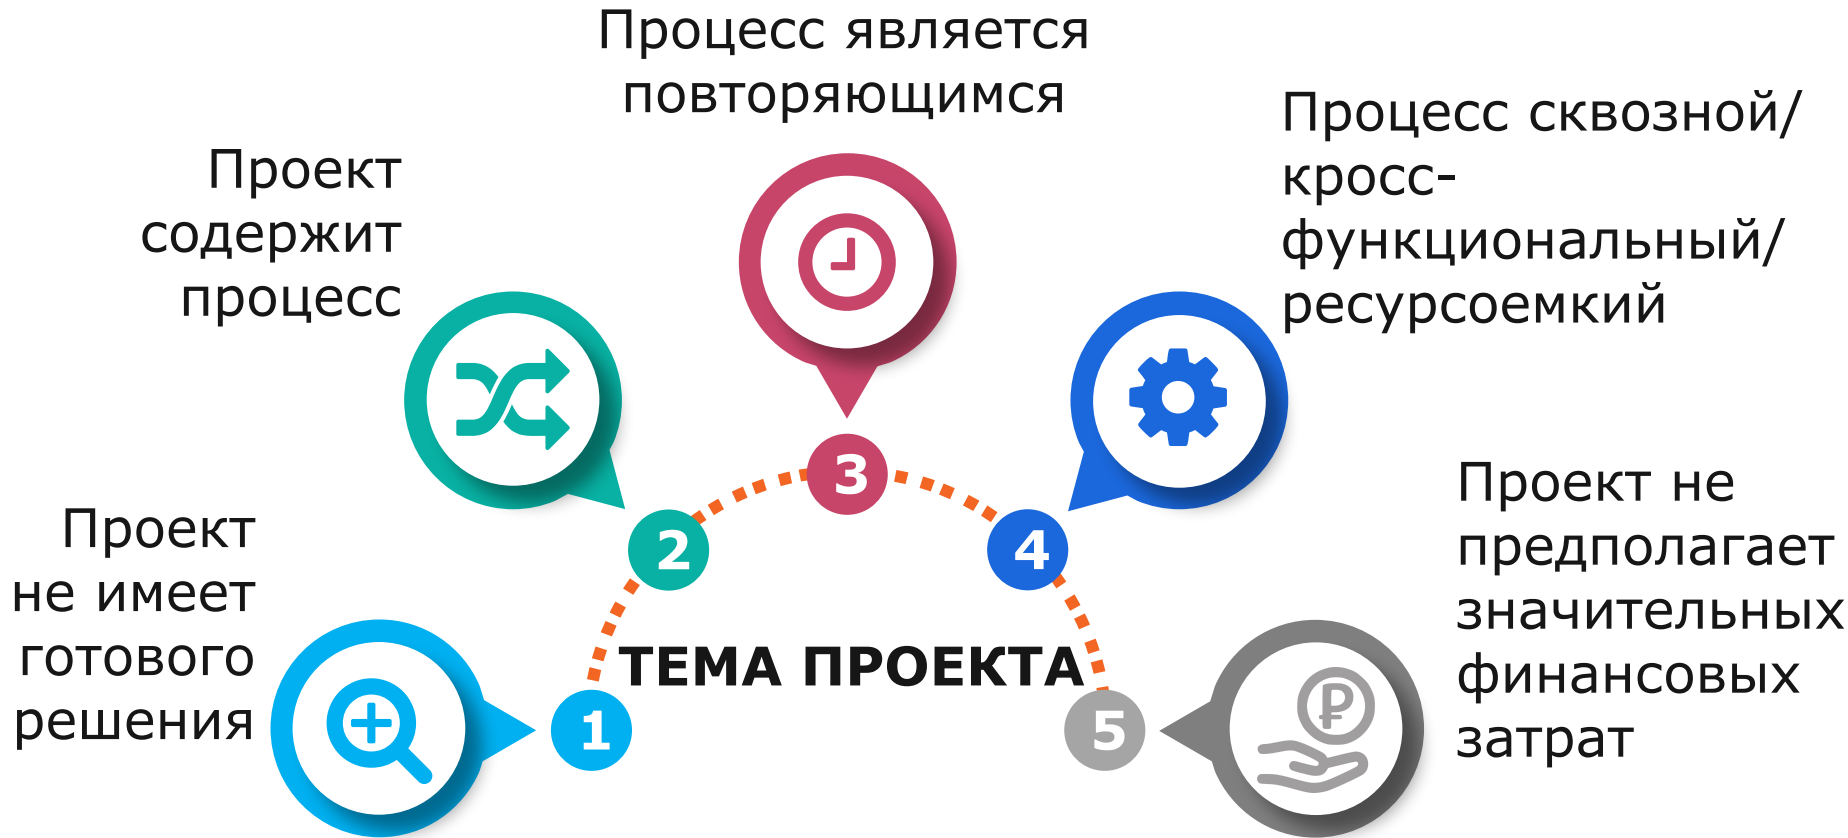 Процесс является
повторяющимся
Процесс сквозной/
кросс-
функциональный/
ресурсоемкий
Проект
содержит
процесс
3
Проект не
предполагает
значительных
финансовых
затрат
Проект
не имеет
готового
решения
2
4
ТЕМА ПРОЕКТА
1
5
₽